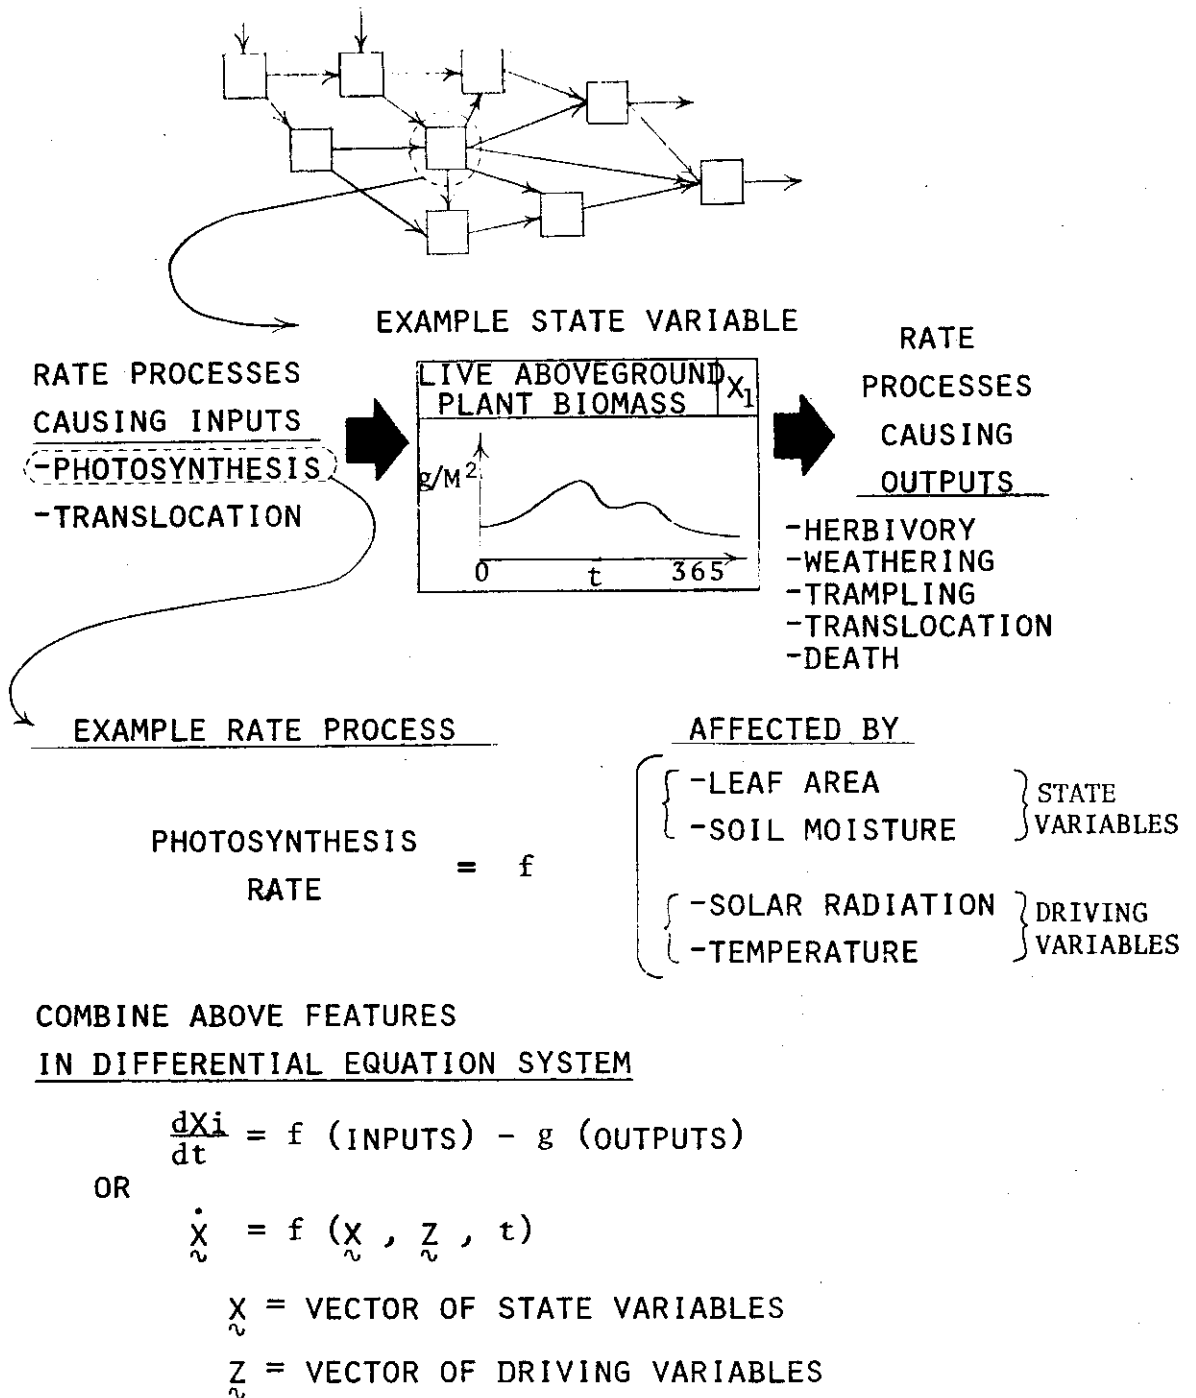 EXAMPLE STATE VARIABLE
RATE PROCESSES
CAUSING INPUTS
-PHOTOSYNTHESIS
-TRANSLOCATION
LIVE ABOVEGROUND
PLANT BIOMASS
X₁
g/M²
0 t 365
RATE
PROCESSES
CAUSING
OUTPUTS
-HERBIVORY
-WEATHERING
-TRAMPLING
-TRANSLOCATION
-DEATH
EXAMPLE RATE PROCESS
PHOTOSYNTHESIS
RATE
= f
AFFECTED BY
-LEAF AREA
-SOIL MOISTURE
STATE
VARIABLES
-SOLAR RADIATION
-TEMPERATURE
DRIVING
VARIABLES
COMBINE ABOVE FEATURES
IN DIFFERENTIAL EQUATION SYSTEM
dXi/dt = f (INPUTS) - g (OUTPUTS)
OR
Ẋ = f (X , Z , t)
X = VECTOR OF STATE VARIABLES
Z = VECTOR OF DRIVING VARIABLES